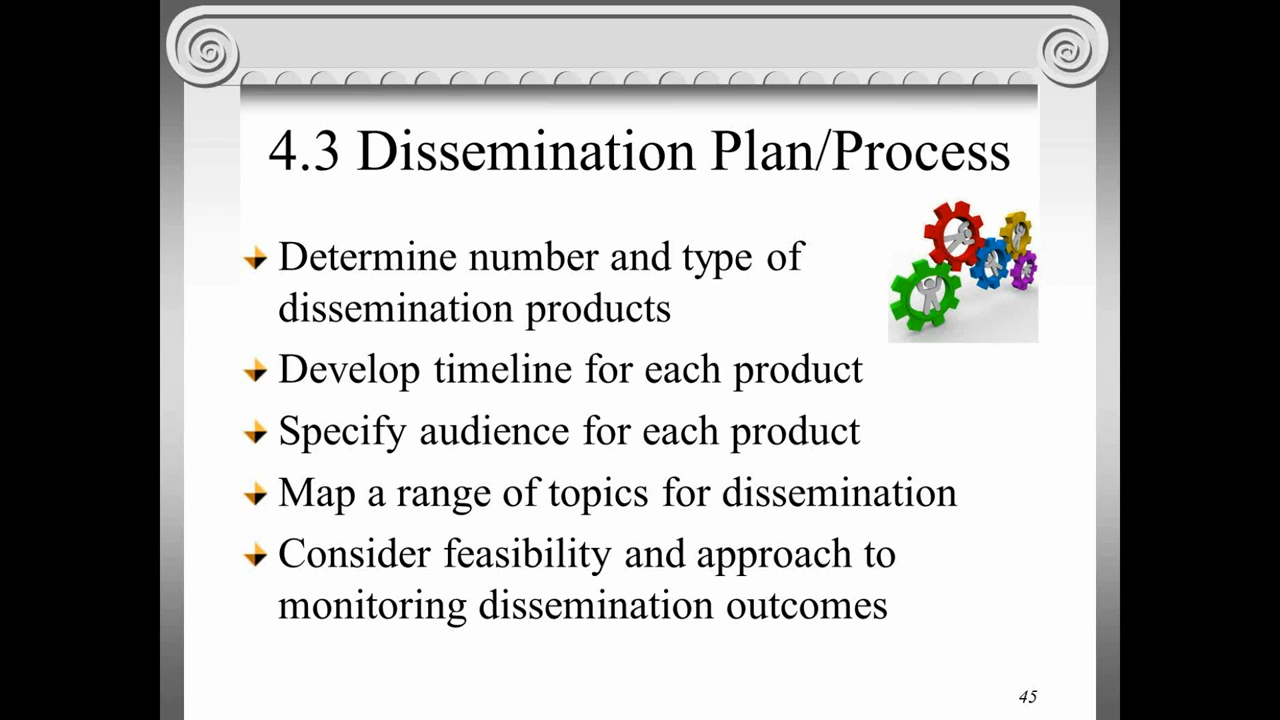 4.3 Dissemination Plan/Process
Determine number and type of
dissemination products
Develop timeline for each product
Specify audience for each product
Map a range of topics for dissemination
Consider feasibility and approach to
monitoring dissemination outcomes
45